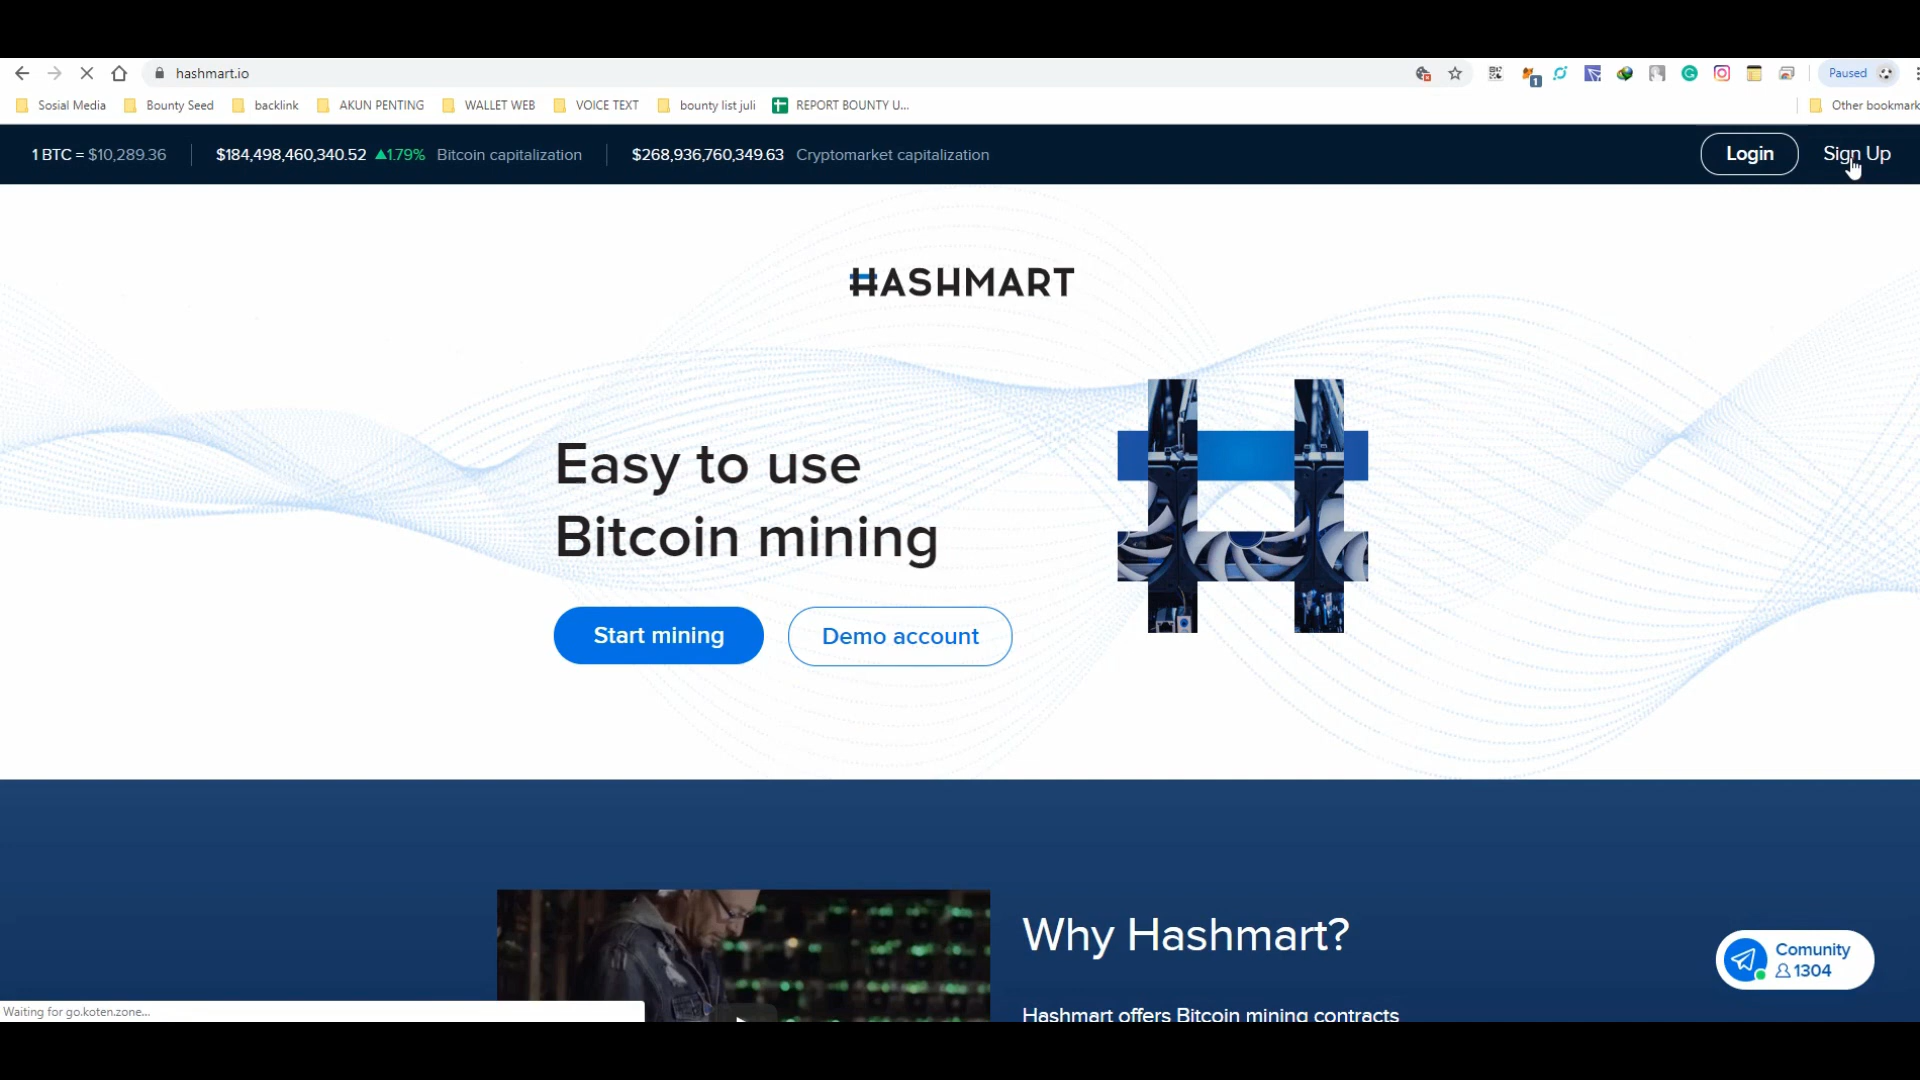 hashmart.io
Paused
Sosial Media
Bounty Seed
backlink
AKUN PENTING
WALLET WEB
VOICE TEXT
bounty list juli
REPORT BOUNTY U...
Other bookmark
1 BTC = $10,289.36
$184,498,460,340.52 ▲1.79% Bitcoin capitalization
$268,936,760,349.63 Cryptomarket capitalization
Login
Sign Up
#ASHMART
Easy to use
Bitcoin mining
Start mining
Demo account
Why Hashmart?
Hashmart offers Bitcoin mining contracts
Comunity
1304
Waiting for go.koten.zone...